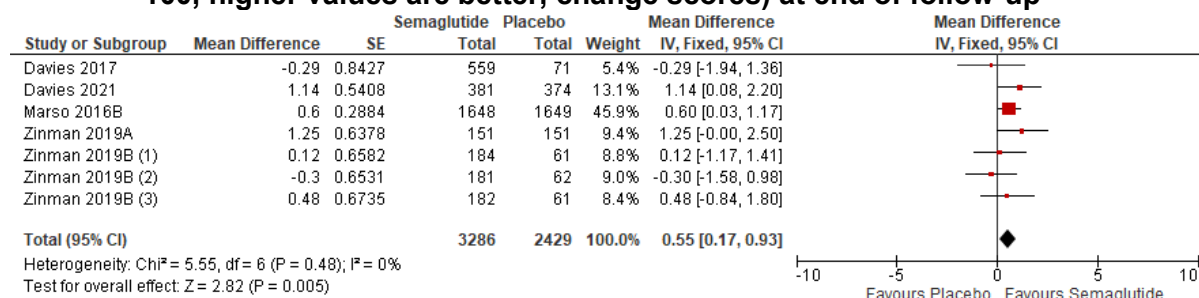 100, higher values are better, change scores) at end of follow-up
Semaglutide Placebo Mean Difference Mean Difference
Study or Subgroup Mean Difference SE Total Total Weight IV, Fixed, 95% CI IV, Fixed, 95% CI
Davies 2017 -0.29 0.8427 559 71 5.4% -0.29 [-1.94, 1.36]
Davies 2021 1.14 0.5408 381 374 13.1% 1.14 [0.08, 2.20]
Marso 2016B 0.6 0.2884 1648 1649 45.9% 0.60 [0.03, 1.17]
Zinman 2019A 1.25 0.6378 151 151 9.4% 1.25 [-0.00, 2.50]
Zinman 2019B (1) 0.12 0.6582 184 61 8.8% 0.12 [-1.17, 1.41]
Zinman 2019B (2) -0.3 0.6531 181 62 9.0% -0.30 [-1.58, 0.98]
Zinman 2019B (3) 0.48 0.6735 182 61 8.4% 0.48 [-0.84, 1.80]
Total (95% CI) 3286 2429 100.0% 0.55 [0.17, 0.93]
Heterogeneity: Chi² = 5.55, df = 6 (P = 0.48); I² = 0%
Test for overall effect: Z = 2.82 (P = 0.005)
-10 -5 0 5 10
Favours Placebo Favours Semaglutide